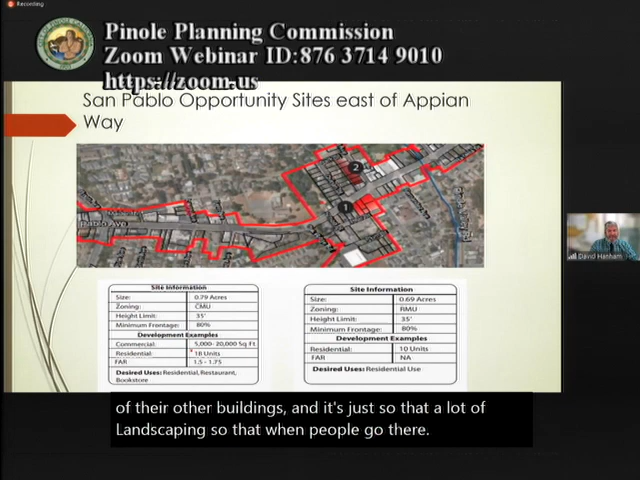 Recording
Pinole Planning Commission
Zoom Webinar ID:876 3714 9010
https://zoom.us
San Pablo Opportunity Sites east of Appian
Way
2
1
Pablo Ave
Site Information
Size: 0.79 Acres
Zoning: CMU
Height Limit: 35'
Minimum Frontage: 80%
Development Examples
Commercial: 5,000- 20,000 Sq Ft
Residential: 18 Units
FAR 1.5 - 1.75
Desired Uses: Residential, Restaurant,
Bookstore
Site Information
Size: 0.69 Acres
Zoning: RMU
Height Limit: 35'
Minimum Frontage: 80%
Development Examples
Residential: 10 Units
FAR NA
Desired Uses: Residential Use
David Hanham
of their other buildings, and it's just so that a lot of
Landscaping so that when people go there.